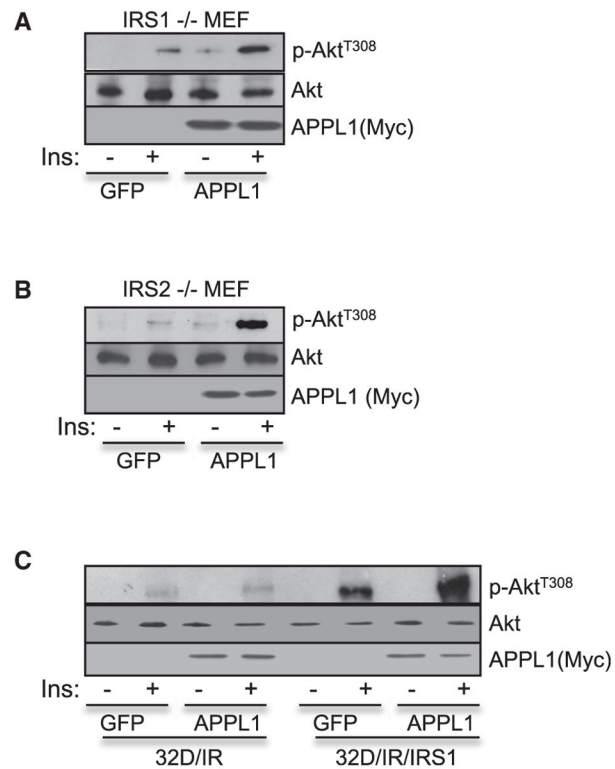 A
IRS1 -/- MEF
p-AktT308
Akt
APPL1(Myc)
Ins: - + - +
GFP APPL1
B
IRS2 -/- MEF
p-AktT308
Akt
APPL1 (Myc)
Ins: - + - +
GFP APPL1
C
p-AktT308
Akt
APPL1(Myc)
Ins: - + - + - + - +
GFP APPL1 GFP APPL1
32D/IR 32D/IR/IRS1